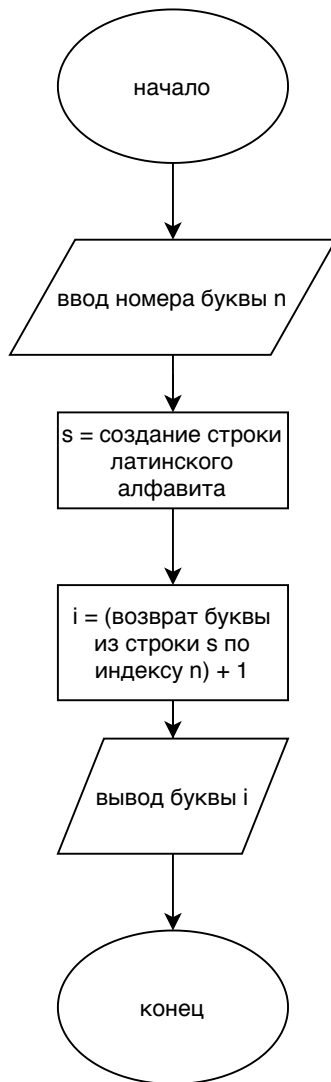 начало
ввод номера буквы n
s = создание строки
латинского
алфавита
i = (возврат буквы
из строки s по
индексу n) + 1
вывод буквы i
конец